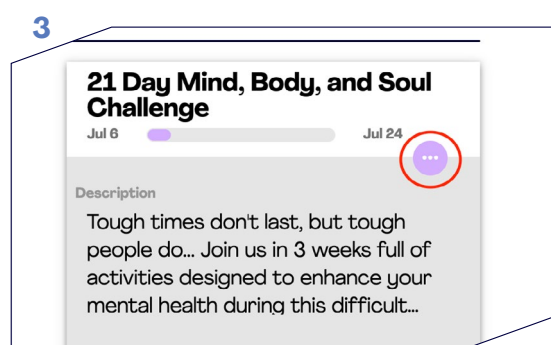 3
21 Day Mind, Body, and Soul
Challenge
Jul 6 Jul 24
Description
Tough times don't last, but tough
people do... Join us in 3 weeks full of
activities designed to enhance your
mental health during this difficult...